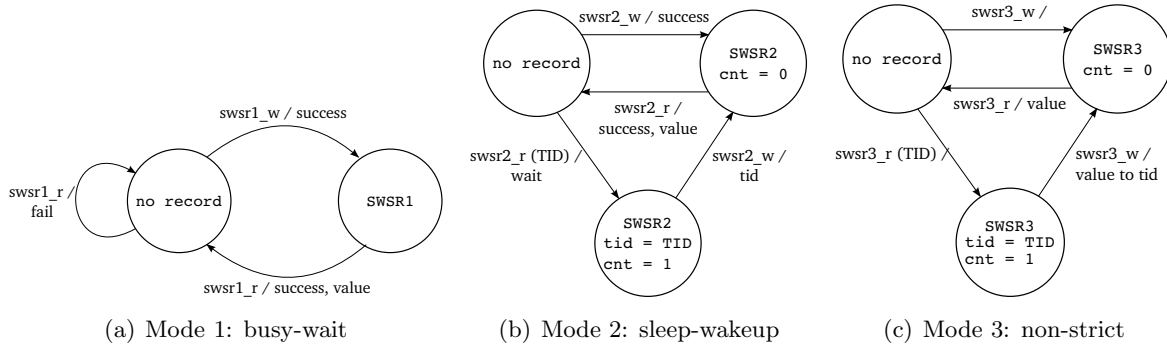 swsr1_w / success
swsr1_r /
fail
no record
SWSR1
swsr1_r / success, value
(a) Mode 1: busy-wait
swsr2_w / success
no record
SWSR2
cnt = 0
swsr2_r /
success, value
swsr2_r (TID) /
wait
swsr2_w /
tid
SWSR2
tid = TID
cnt = 1
(b) Mode 2: sleep-wakeup
swsr3_w /
no record
SWSR3
cnt = 0
swsr3_r / value
swsr3_r (TID) /
swsr3_w /
value to tid
SWSR3
tid = TID
cnt = 1
(c) Mode 3: non-strict